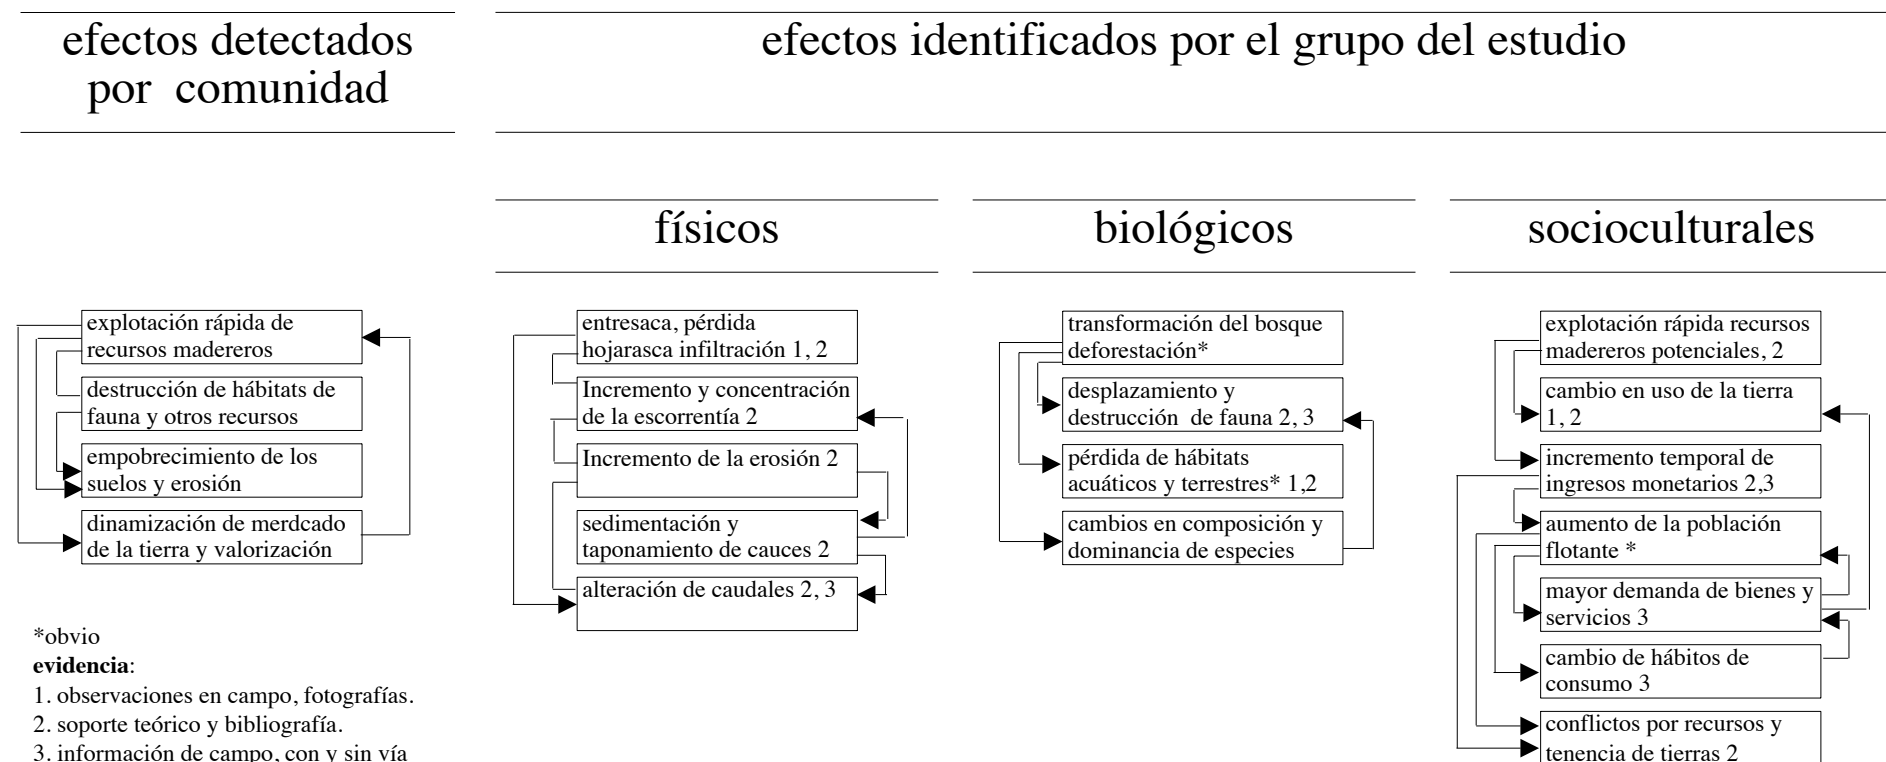 efectos detectados
por comunidad
efectos identificados por el grupo del estudio
físicos
biológicos
socioculturales
explotación rápida de
recursos madereros
destrucción de hábitats de
fauna y otros recursos
empobrecimiento de los
suelos y erosión
dinamización de merdcado
de la tierra y valorización
entresaca, pérdida
hojarasca infiltración 1, 2
Incremento y concentración
de la escorrentía 2
Incremento de la erosión 2
sedimentación y
taponamiento de cauces 2
alteración de caudales 2, 3
transformación del bosque
deforestación*
desplazamiento y
destrucción de fauna 2, 3
pérdida de hábitats
acuáticos y terrestres* 1,2
cambios en composición y
dominancia de especies
explotación rápida recursos
madereros potenciales, 2
cambio en uso de la tierra
1, 2
incremento temporal de
ingresos monetarios 2,3
aumento de la población
flotante *
mayor demanda de bienes y
servicios 3
cambio de hábitos de
consumo 3
conflictos por recursos y
tenencia de tierras 2
*obvio
evidencia:
1. observaciones en campo, fotografías.
2. soporte teórico y bibliografía.
3. información de campo, con y sin vía